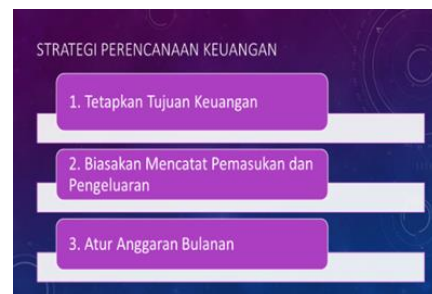 STRATEGI PERENCANAAN KEUANGAN
1. Tetapkan Tujuan Keuangan
2. Biasakan Mencatat Pemasukan dan
Pengeluaran
3. Atur Anggaran Bulanan